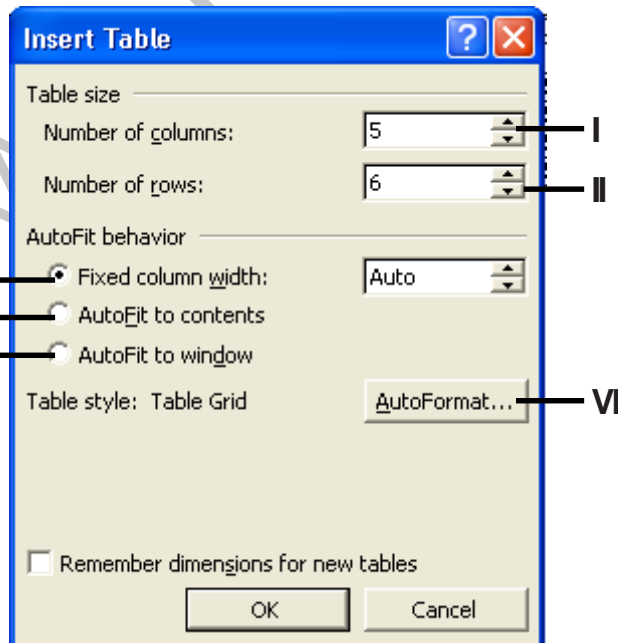 Insert Table
Table size
Number of columns: 5 I
Number of rows: 6 II
AutoFit behavior
Fixed column width: Auto
AutoFit to contents
AutoFit to window
Table style: Table Grid AutoFormat... VI
Remember dimensions for new tables
OK Cancel